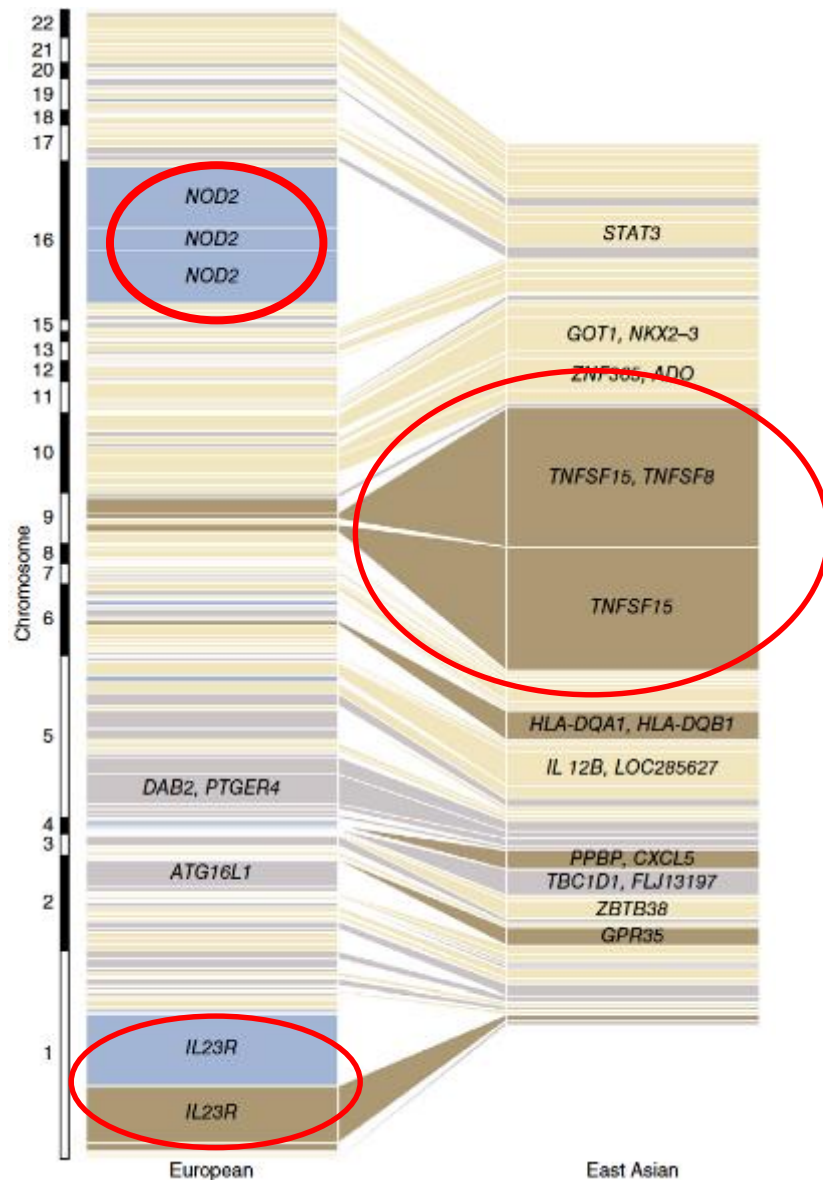 22
21
20
19
18
17
16
15
13
12
11
10
9
8
7
6
5
4
3
2
1
Chromosome
NOD2
NOD2
NOD2
DAB2, PTGER4
ATG16L1
IL23R
IL23R
European
STAT3
GOT1, NKX2–3
ZNF365, ADO
TNFSF15, TNFSF8
TNFSF15
HLA-DQA1, HLA-DQB1
IL 12B, LOC285627
PPBP, CXCL5
TBC1D1, FLJ13197
ZBTB38
GPR35
East Asian